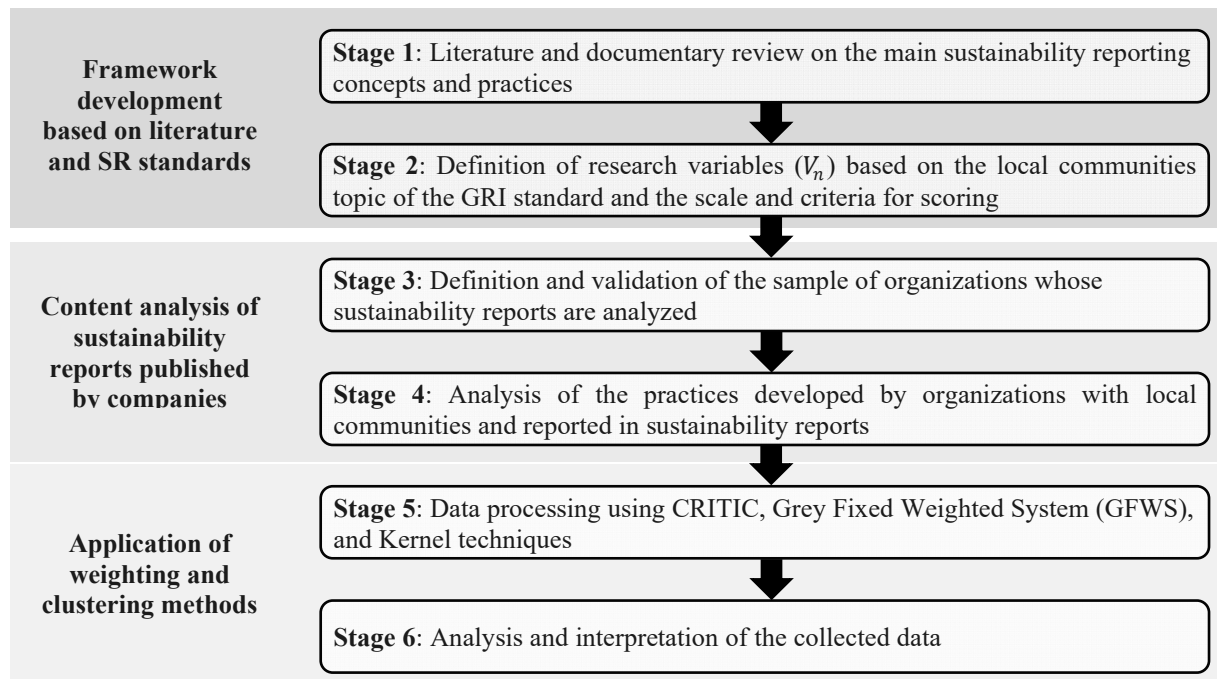 Framework
development
based on literature
and SR standards
Stage 1: Literature and documentary review on the main sustainability reporting
concepts and practices
Stage 2: Definition of research variables (Vₙ) based on the local communities
topic of the GRI standard and the scale and criteria for scoring
Content analysis of
sustainability
reports published
by companies
Stage 3: Definition and validation of the sample of organizations whose
sustainability reports are analyzed
Stage 4: Analysis of the practices developed by organizations with local
communities and reported in sustainability reports
Application of
weighting and
clustering methods
Stage 5: Data processing using CRITIC, Grey Fixed Weighted System (GFWS),
and Kernel techniques
Stage 6: Analysis and interpretation of the collected data